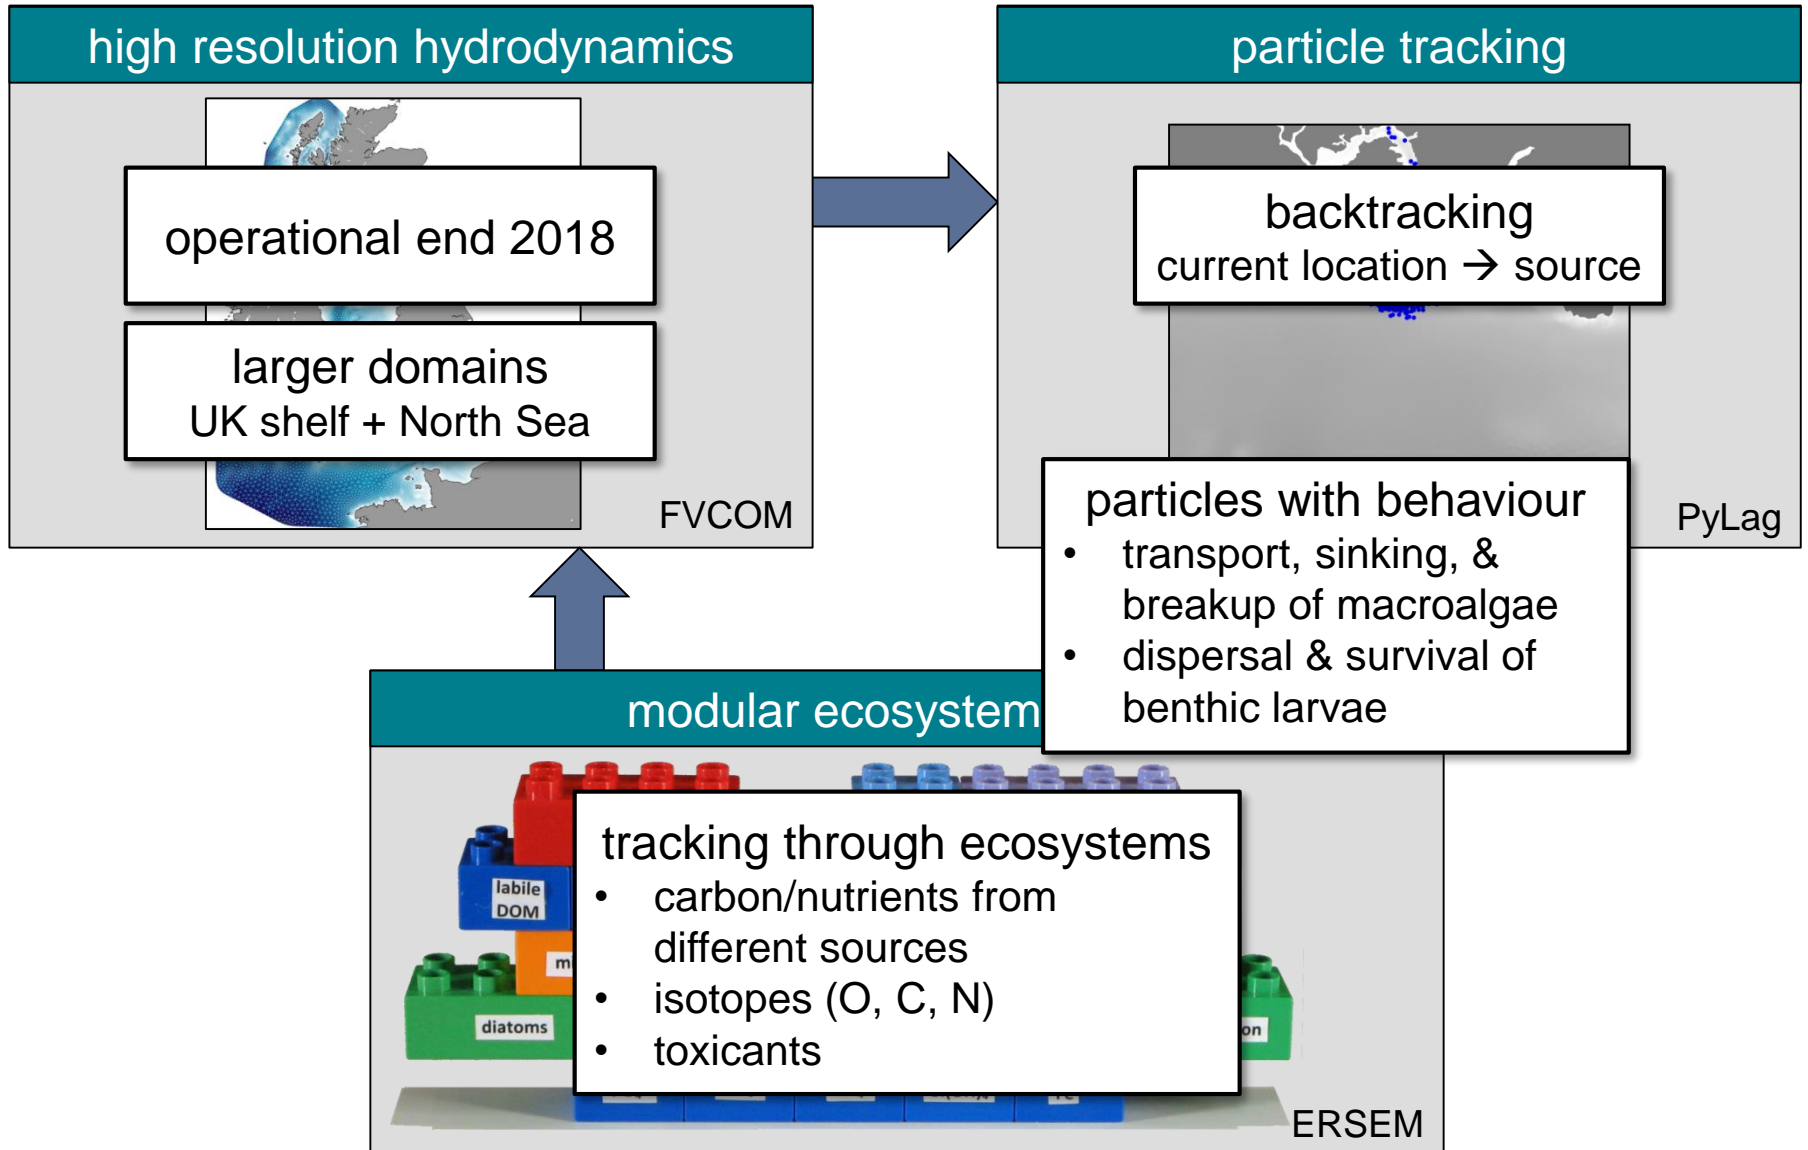 high resolution hydrodynamics
operational end 2018
larger domains
UK shelf + North Sea
FVCOM
particle tracking
backtracking
current location → source
PyLag
particles with behaviour
• transport, sinking, &
breakup of macroalgae
• dispersal & survival of
benthic larvae
modular ecosystem
labile
DOM
diatoms
tracking through ecosystems
• carbon/nutrients from
different sources
• isotopes (O, C, N)
• toxicants
ERSEM